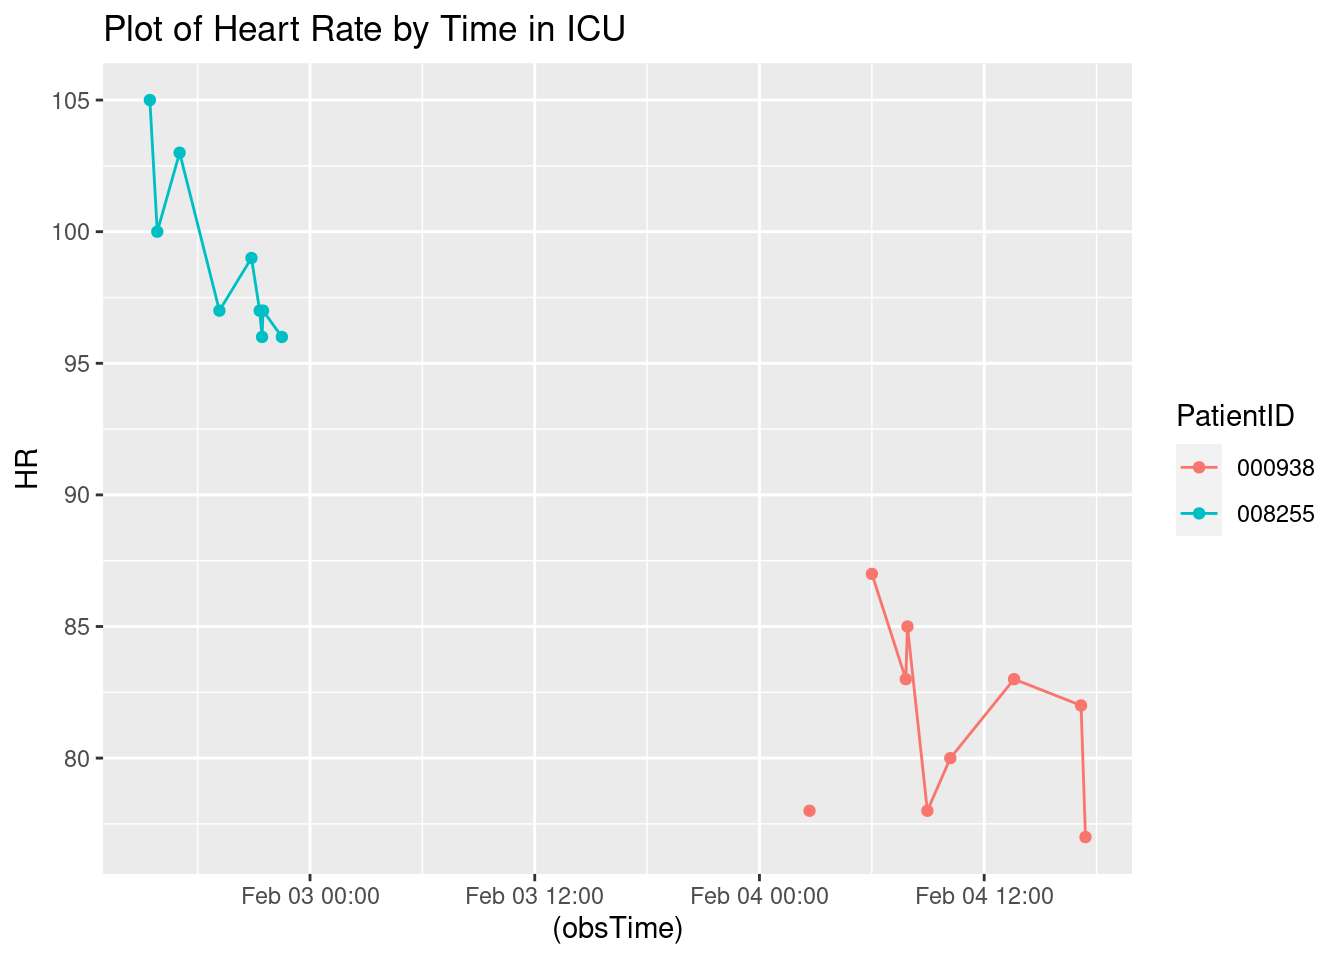 Plot of Heart Rate by Time in ICU
105
100
95
90
85
80
HR
Feb 03 00:00
Feb 03 12:00
Feb 04 00:00
Feb 04 12:00
(obsTime)
PatientID
000938
008255